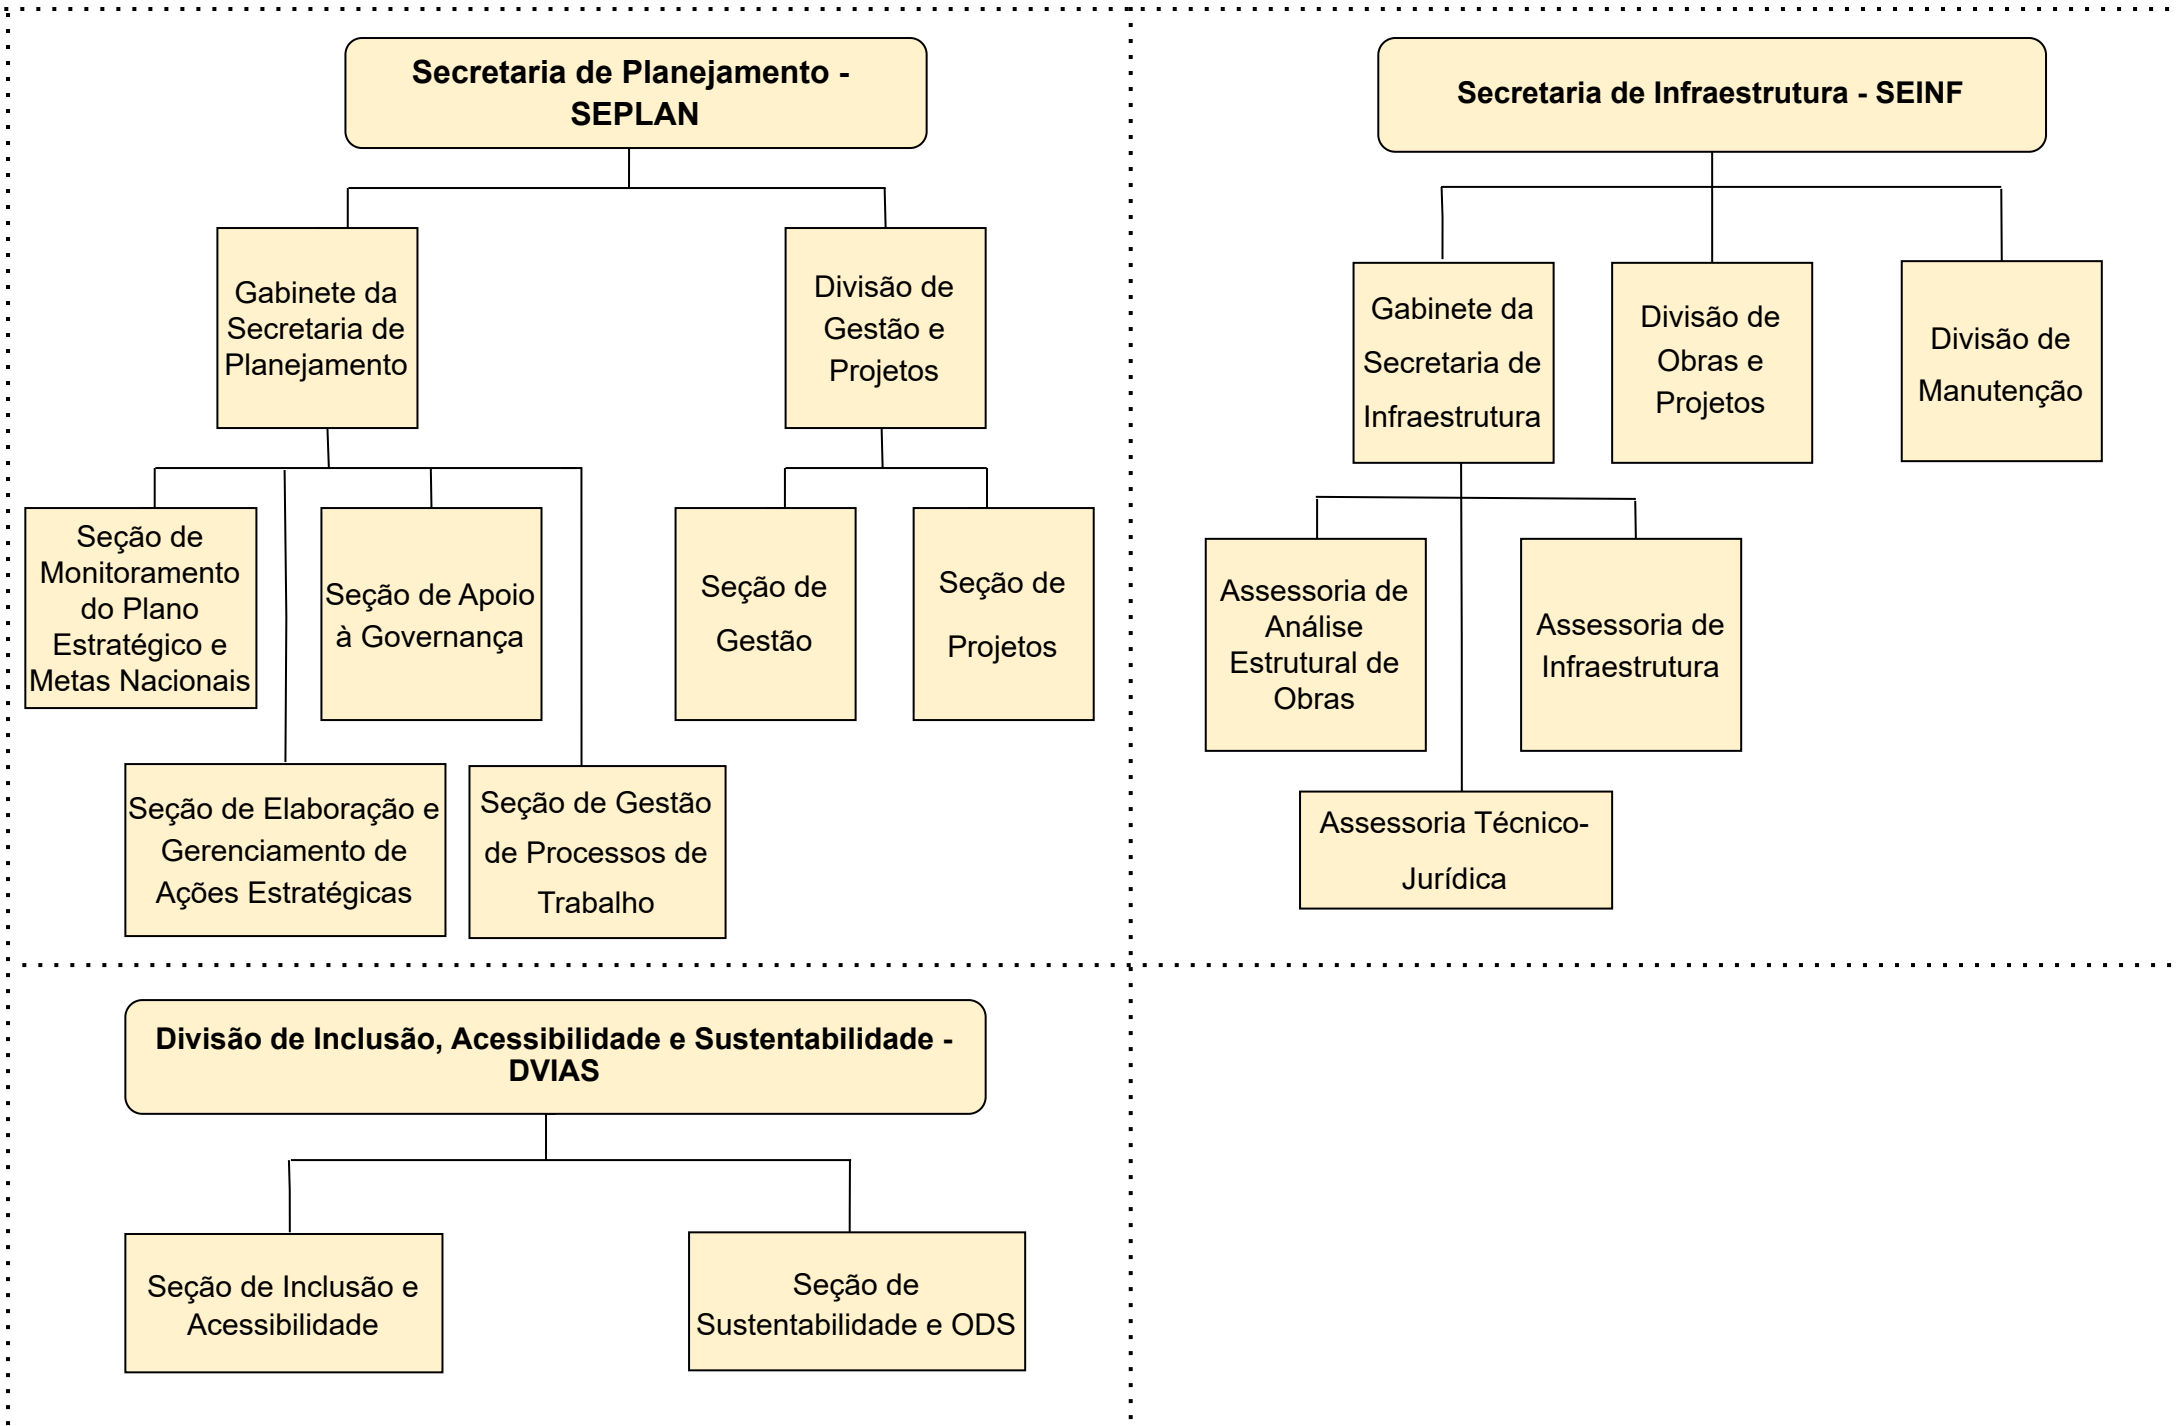 Secretaria de Planejamento -
SEPLAN
Gabinete da
Secretaria de
Planejamento
Divisão de
Gestão e
Projetos
Seção de
Monitoramento
do Plano
Estratégico e
Metas Nacionais
Seção de Apoio
à Governança
Seção de
Gestão
Seção de
Projetos
Seção de Elaboração e
Gerenciamento de
Ações Estratégicas
Seção de Gestão
de Processos de
Trabalho
Secretaria de Infraestrutura - SEINF
Gabinete da
Secretaria de
Infraestrutura
Divisão de
Obras e
Projetos
Divisão de
Manutenção
Assessoria de
Análise
Estrutural de
Obras
Assessoria de
Infraestrutura
Assessoria Técnico-
Jurídica
Divisão de Inclusão, Acessibilidade e Sustentabilidade -
DVIAS
Seção de Inclusão e
Acessibilidade
Seção de
Sustentabilidade e ODS